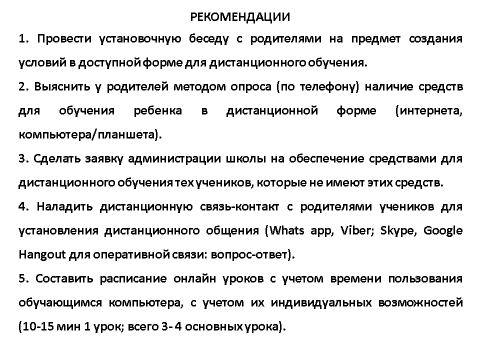 РЕКОМЕНДАЦИИ
1. Провести установочную беседу с родителями на предмет создания
условий в доступной форме для дистанционного обучения.
2. Выяснить у родителей методом опроса (по телефону) наличие средств
для обучения ребенка в дистанционной форме (интернета,
компьютера/планшета).
3. Сделать заявку администрации школы на обеспечение средствами для
дистанционного обучения тех учеников, которые не имеют этих средств.
4. Наладить дистанционную связь-контакт с родителями учеников для
установления дистанционного общения (Whats app, Viber; Skype, Google
Hangout для оперативной связи: вопрос-ответ).
5. Составить расписание онлайн уроков с учетом времени пользования
обучающимся компьютера, с учетом их индивидуальных возможностей
(10-15 мин 1 урок; всего 3- 4 основных урока).